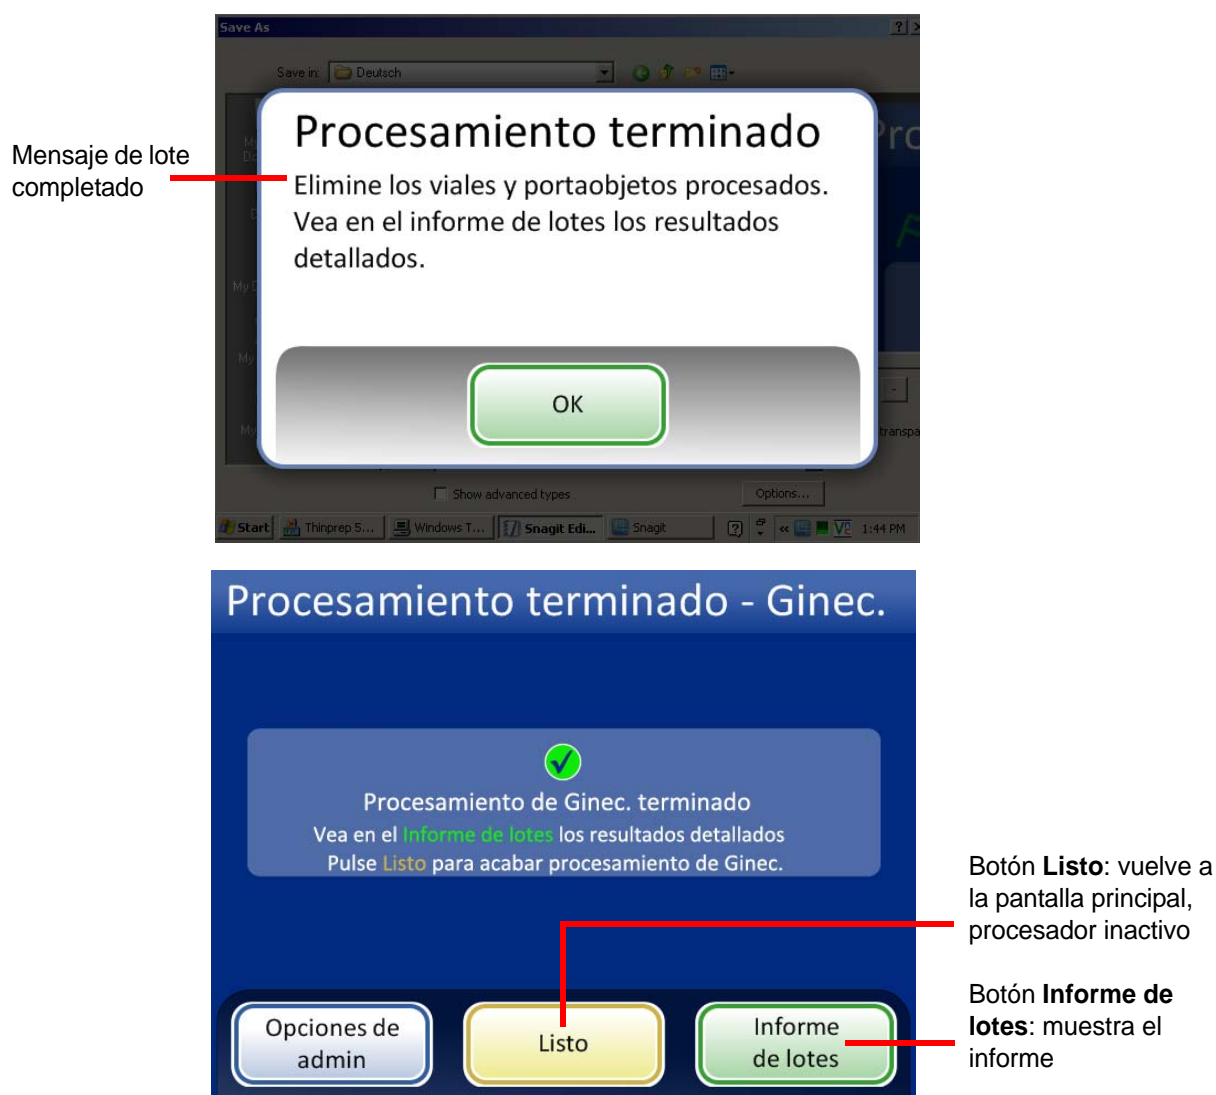 Save As
Save in: Deutsch
Mensaje de lote
completado
Procesamiento terminado
Elimine los viales y portaobjetos procesados.
Vea en el informe de lotes los resultados
detallados.
OK
Show advanced types
Options...
Start Thinprep 5... Windows T... Snagit Edi... Snagit 1:44 PM
Procesamiento terminado - Ginec.
Procesamiento de Ginec. terminado
Vea en el Informe de lotes los resultados detallados
Pulse Listo para acabar procesamiento de Ginec.
Botón Listo: vuelve a
la pantalla principal,
procesador inactivo
Botón Informe de
lotes: muestra el
informe
Opciones de
admin
Listo
Informe
de lotes